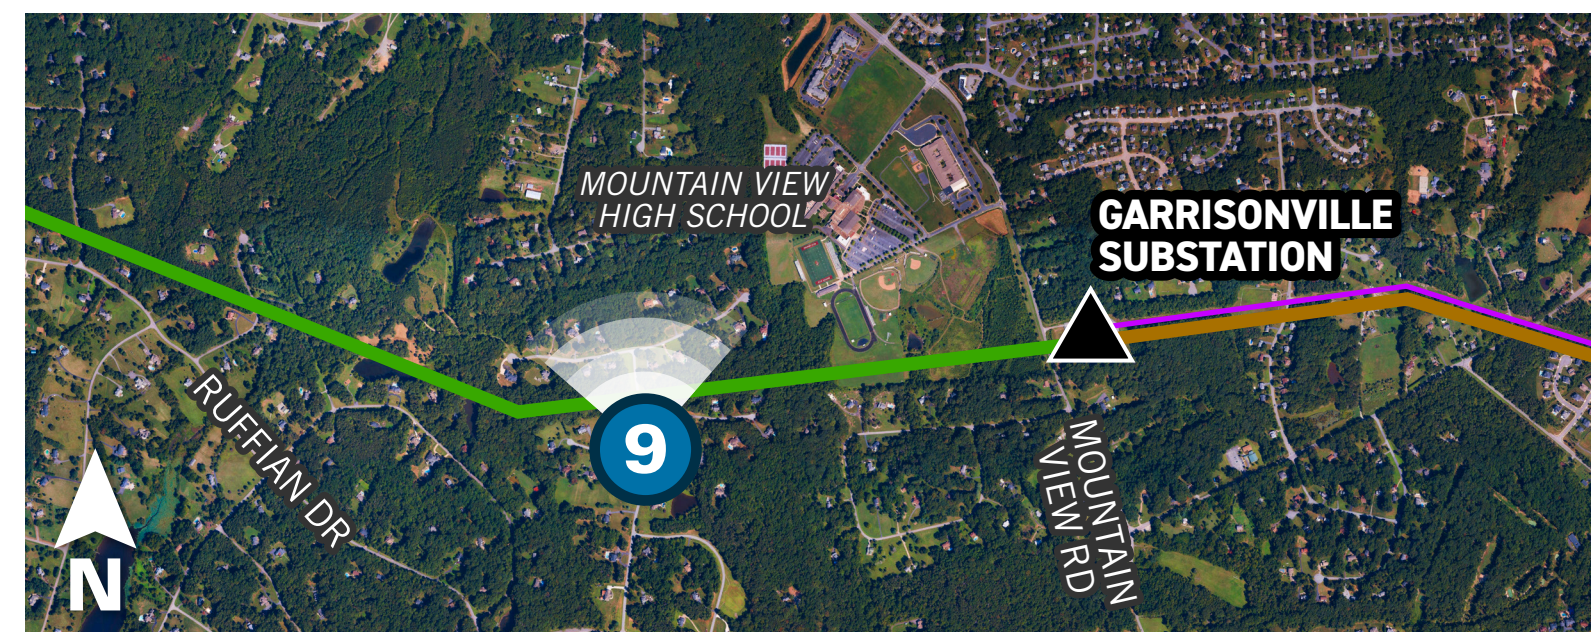 MOUNTAIN VIEW
HIGH SCHOOL
GARRISONVILLE
SUBSTATION
RUFFIAN DR
9
MOUNTAIN
VIEW RD
N